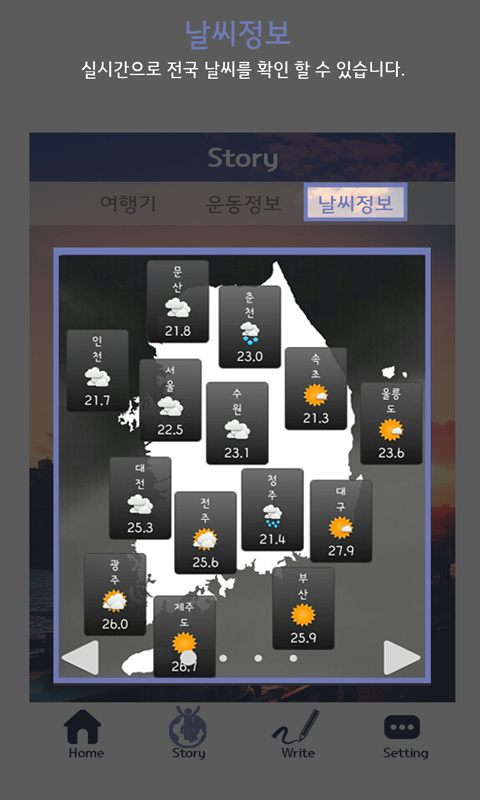 날씨정보
실시간으로 전국 날씨를 확인 할 수 있습니다.
Story
여행기 운동정보 날씨정보
문산
21.8
춘천
23.0
인천
21.7
속초
21.3
서울
22.5
수원
23.1
울릉도
23.6
대전
25.3
청주
21.4
대구
27.9
전주
25.6
광주
26.0
부산
25.9
제주도
26.7
Home Story Write Setting